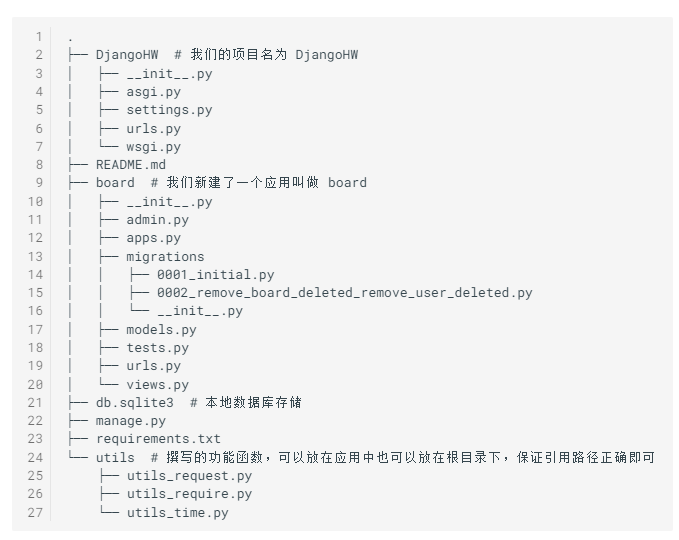 1 .
2 ├── DjangoHW  # 我们的项目名为 DjangoHW
3 │   ├── __init__.py
4 │   ├── asgi.py
5 │   ├── settings.py
6 │   ├── urls.py
7 │   └── wsgi.py
8 ├── README.md
9 ├── board  # 我们新建了一个应用叫做 board
10 │   ├── __init__.py
11 │   ├── admin.py
12 │   ├── apps.py
13 │   ├── migrations
14 │   │   ├── 0001_initial.py
15 │   │   ├── 0002_remove_board_deleted_remove_user_deleted.py
16 │   │   └── __init__.py
17 │   ├── models.py
18 │   ├── tests.py
19 │   ├── urls.py
20 │   └── views.py
21 ├── db.sqlite3  # 本地数据库存储
22 ├── manage.py
23 ├── requirements.txt
24 └── utils  # 撰写的功能函数，可以放在应用中也可以放在根目录下，保证引用路径正确即可
25     ├── utils_request.py
26     ├── utils_require.py
27     └── utils_time.py